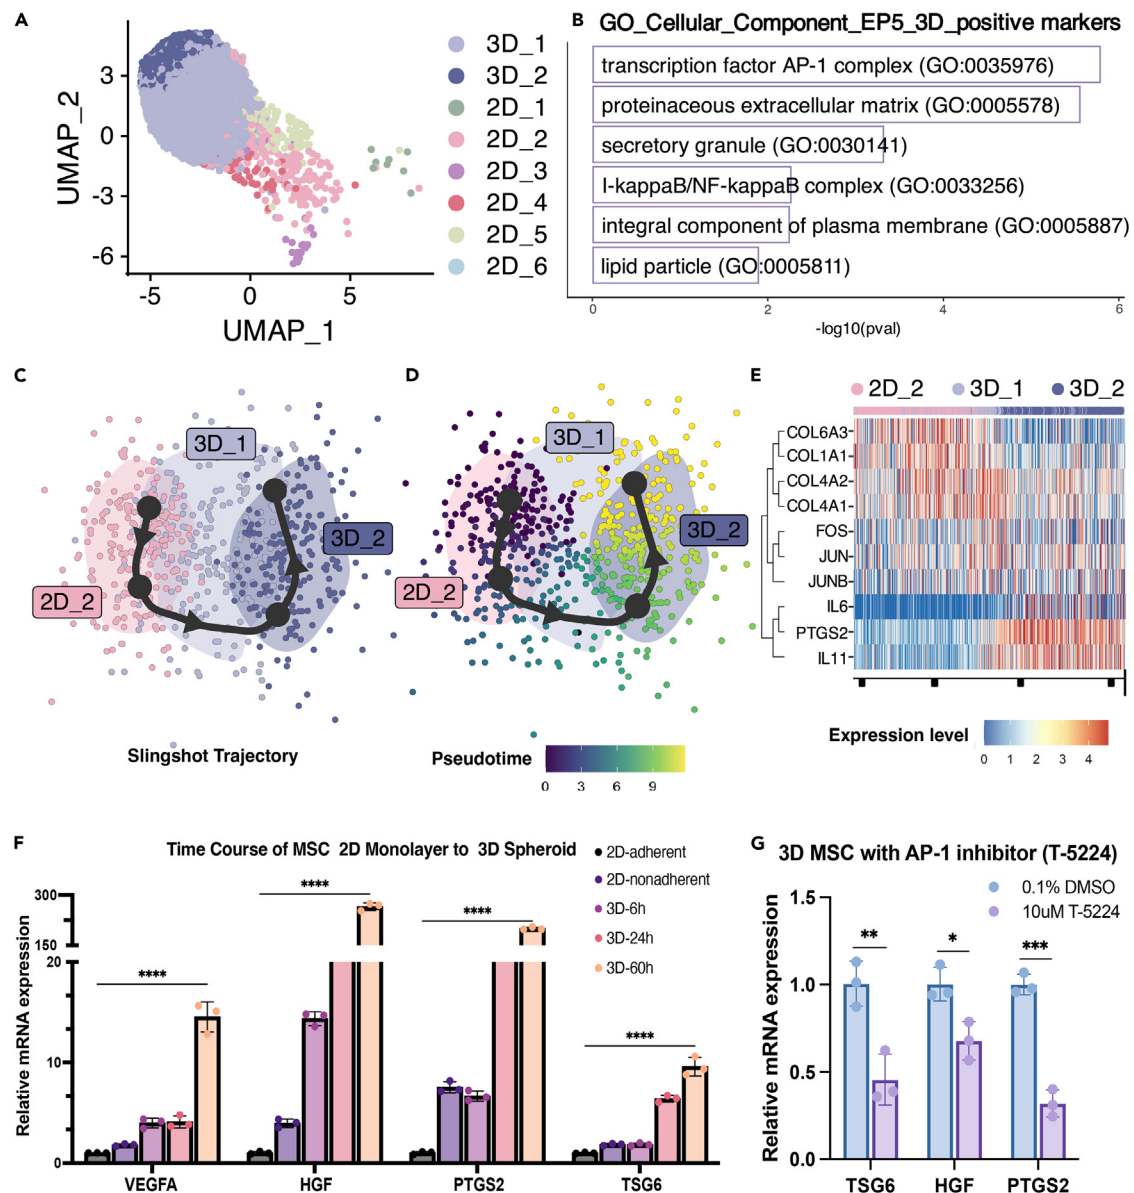 A
3
0
-3
-6
UMAP_2
-5
0
5
UMAP_1
3D_1
3D_2
2D_1
2D_2
2D_3
2D_4
2D_5
2D_6
B
GO_Cellular_Component_EP5_3D_positive markers
transcription factor AP-1 complex (GO:0035976)
proteinaceous extracellular matrix (GO:0005578)
secretory granule (GO:0030141)
I-kappaB/NF-kappaB complex (GO:0033256)
integral component of plasma membrane (GO:0005887)
lipid particle (GO:0005811)
0
2
4
6
-log10(pval)
C
3D_1
3D_2
2D_2
Slingshot Trajectory
D
3D_1
3D_2
2D_2
Pseudotime
0
3
6
9
E
2D_2
3D_1
3D_2
COL6A3
COL1A1
COL4A2
COL4A1
FOS
JUN
JUNB
IL6
PTGS2
IL11
Expression level
0
1
2
3
4
F
Time Course of MSC 2D Monolayer to 3D Spheroid
2D-adherent
2D-nonadherent
3D-6h
3D-24h
3D-60h
Relative mRNA expression
300
150
20
10
0
****
****
****
****
VEGFA
HGF
PTGS2
TSG6
G
3D MSC with AP-1 inhibitor (T-5224)
0.1% DMSO
10uM T-5224
Relative mRNA expression
1.5
1.0
0.5
0.0
**
*
***
TSG6
HGF
PTGS2